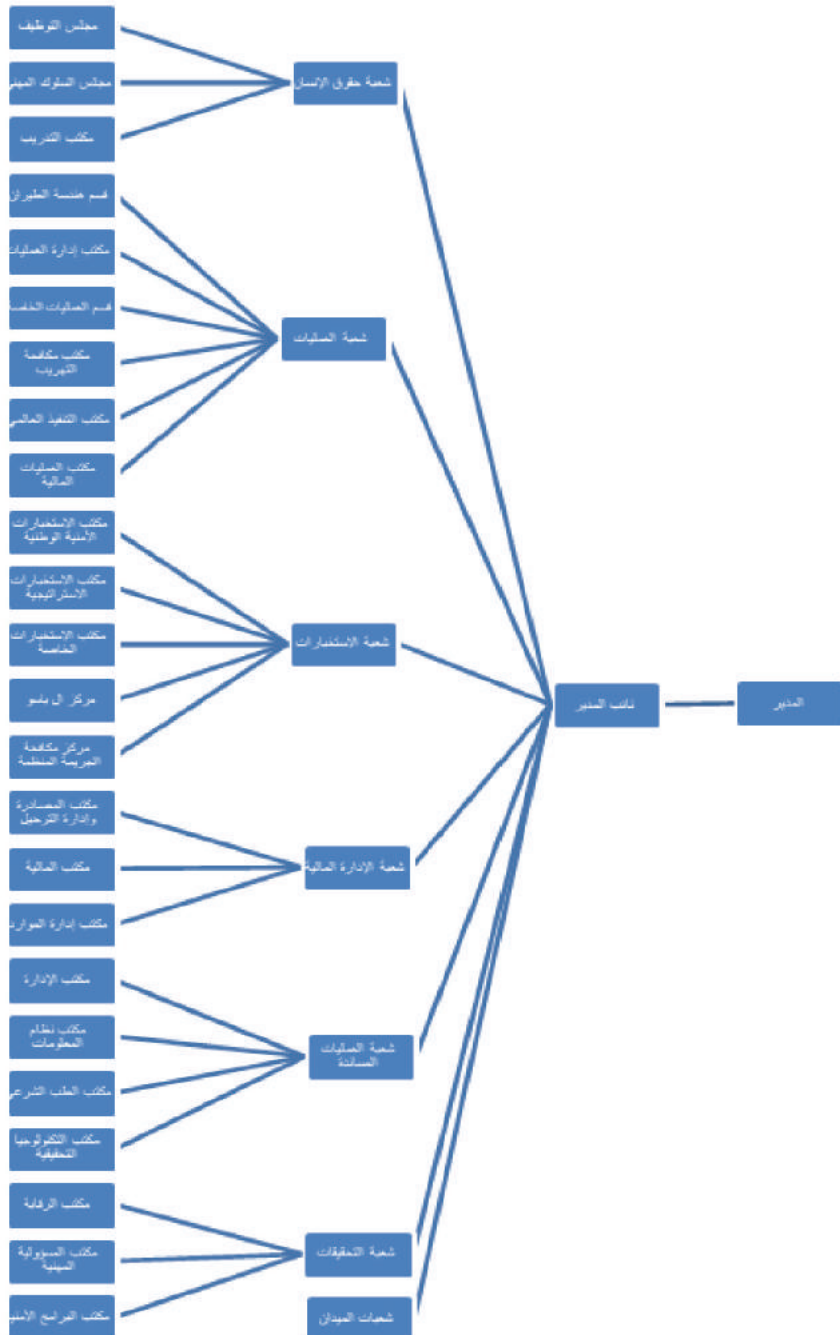 المدير
نائب المدير
شعبة حقوق الإنسان
مجلس التوظيف
مجلس السلوك المهني
مكتب التدريب
شعبة العمليات
قسم هندسة الطيران
مكتب إدارة العمليات
قسم العمليات الخاصة
مكتب مكافحة
التهريب
مكتب التنفيذ العالمي
مكتب العمليات
المالية
شعبة الاستخبارات
مكتب الاستخبارات
الأمنية الوطنية
مكتب الاستخبارات
الاستراتيجية
مكتب الاستخبارات
الخاصة
مركز ال باسو
مركز مكافحة
الجريمة المنظمة
شعبة الإدارة المالية
مكتب المصادرة
وإدارة الترحيل
مكتب المالية
مكتب إدارة الموارد
شعبة العمليات
المساندة
مكتب الإدارة
مكتب نظام
المعلومات
مكتب الطب الشرعي
مكتب التكنولوجيا
التحقيقية
شعبة التحقيقات
مكتب الرقابة
مكتب المسؤولية
المهنية
مكتب البرامج الأمنية
شعبات الميدان